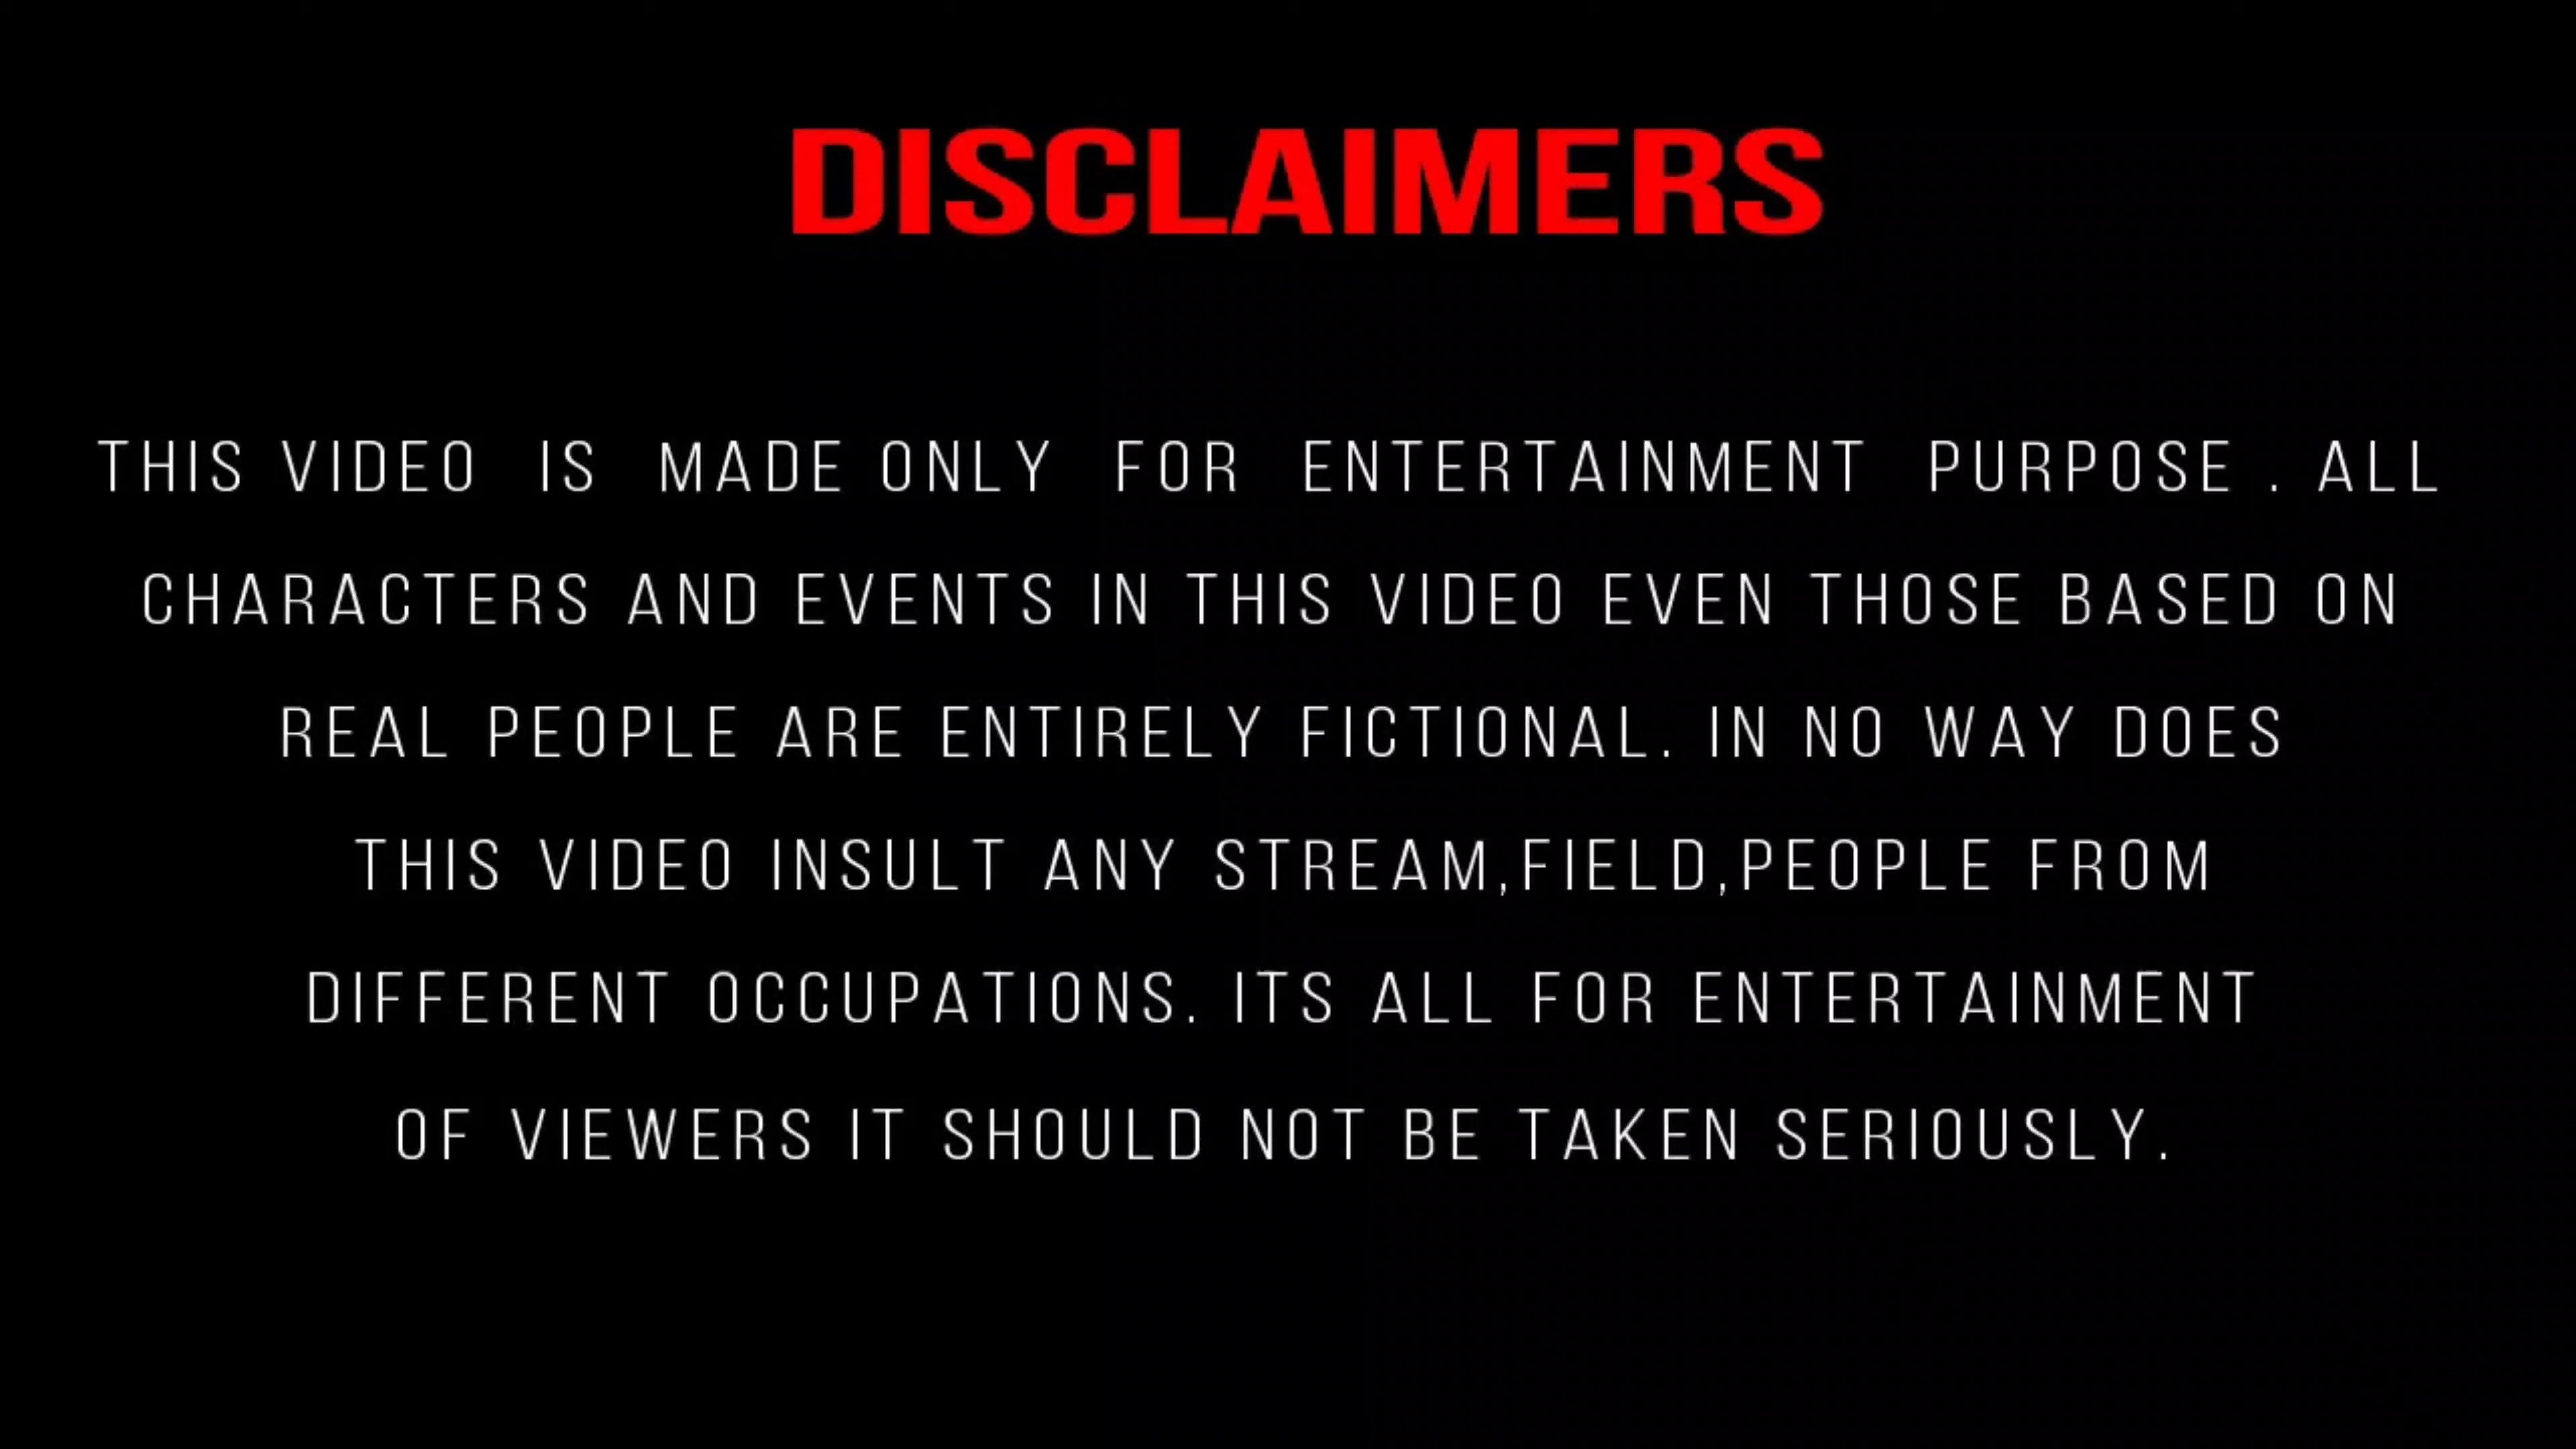 DISCLAIMERS
THIS VIDEO IS MADE ONLY FOR ENTERTAINMENT PURPOSE . ALL
CHARACTERS AND EVENTS IN THIS VIDEO EVEN THOSE BASED ON
REAL PEOPLE ARE ENTIRELY FICTIONAL. IN NO WAY DOES
THIS VIDEO INSULT ANY STREAM,FIELD,PEOPLE FROM
DIFFERENT OCCUPATIONS. ITS ALL FOR ENTERTAINMENT
OF VIEWERS IT SHOULD NOT BE TAKEN SERIOUSLY.